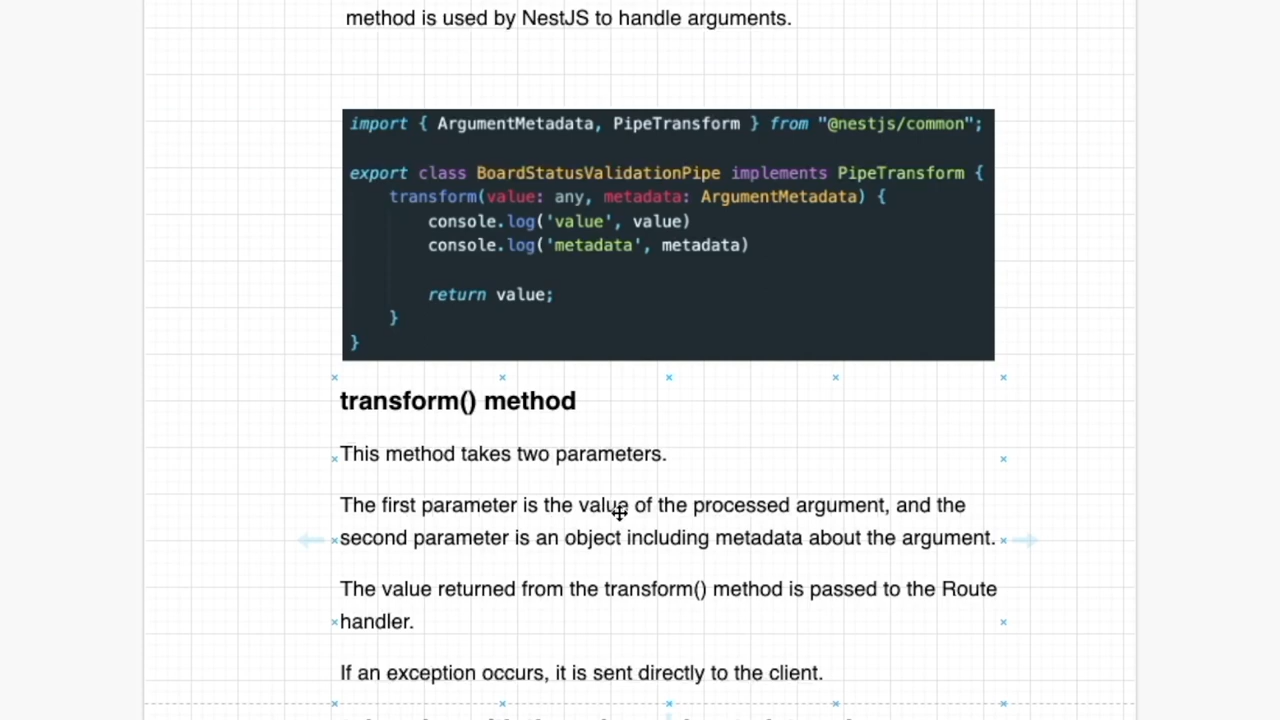 method is used by NestJS to handle arguments.
import { ArgumentMetadata, PipeTransform } from "@nestjs/common";
export class BoardStatusValidationPipe implements PipeTransform {
transform(value: any, metadata: ArgumentMetadata) {
console.log('value', value)
console.log('metadata', metadata)
return value;
}
}
transform() method
This method takes two parameters.
The first parameter is the value of the processed argument, and the
second parameter is an object including metadata about the argument.
The value returned from the transform() method is passed to the Route
handler.
If an exception occurs, it is sent directly to the client.